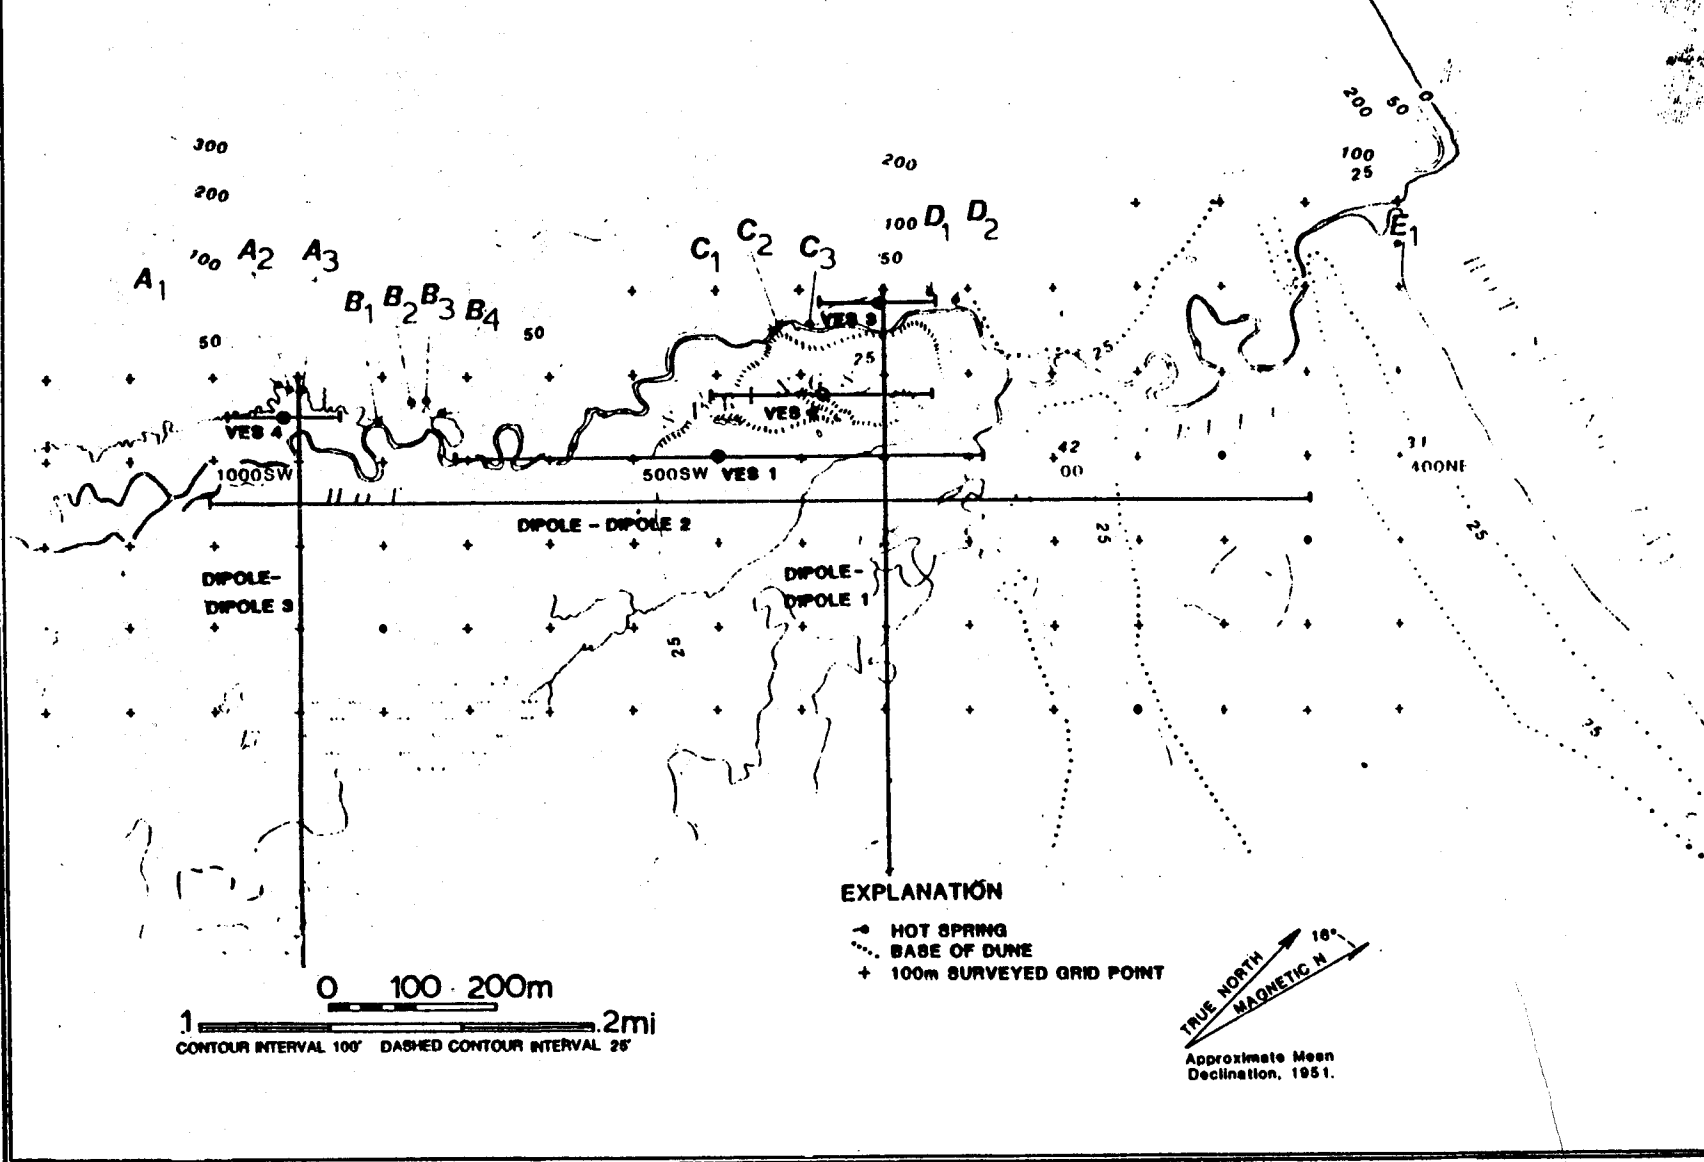 200
50
0
300
100
25
200
200
C2
D1
D2
100
E1
C1
C3
100
A2
A3
50
A1
B1
B2
B3
B4
50
50
VES 3
25
25
VES 4
VES
42
00
31
400NE
1000SW
500SW
VES 1
DIPOLE - DIPOLE 2
25
25
DIPOLE-
DIPOLE 3
DIPOLE-
DIPOLE 1
25
25
EXPLANATION
HOT SPRING
BASE OF DUNE
+ 100m SURVEYED GRID POINT
0 100 200m
.1 .2mi
CONTOUR INTERVAL 100' DASHED CONTOUR INTERVAL 25'
TRUE NORTH
MAGNETIC N
16°
Approximate Mean
Declination, 1951.